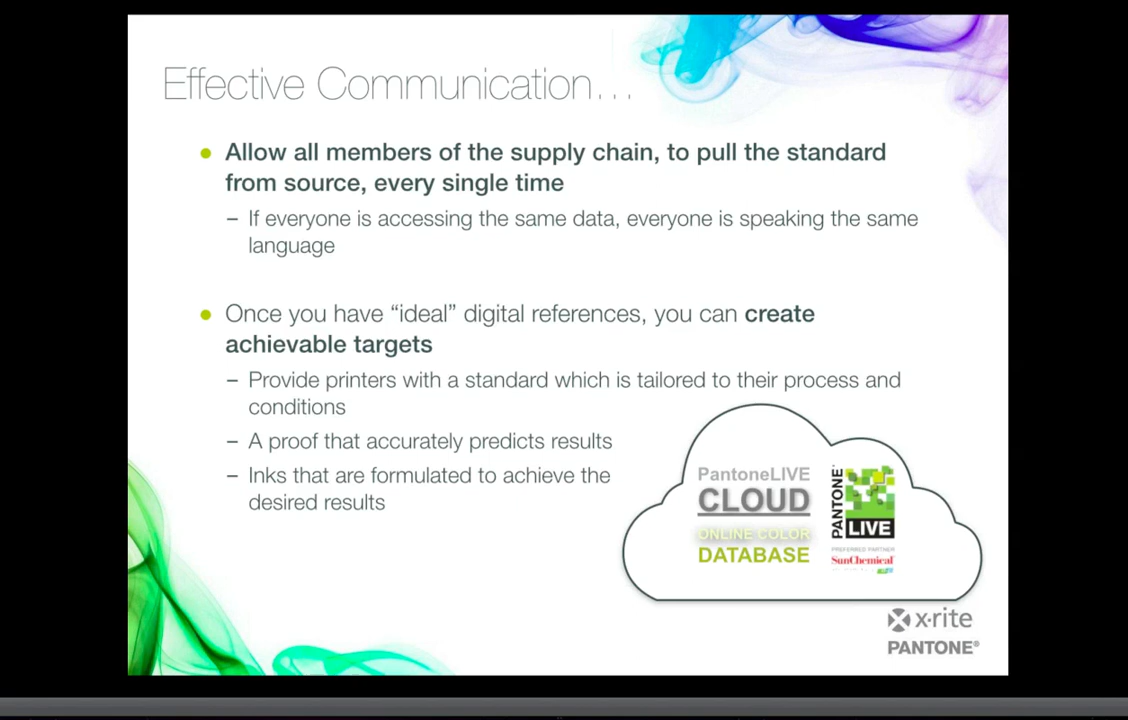 Effective Communication…
● Allow all members of the supply chain, to pull the standard
from source, every single time
– If everyone is accessing the same data, everyone is speaking the same
language
● Once you have “ideal” digital references, you can create
achievable targets
– Provide printers with a standard which is tailored to their process and
conditions
– A proof that accurately predicts results
– Inks that are formulated to achieve the
desired results
PantoneLIVE
CLOUD
ONLINE COLOR
DATABASE
PANTONE
LIVE
PREFERRED PARTNER
SunChemical
x·rite
PANTONE®